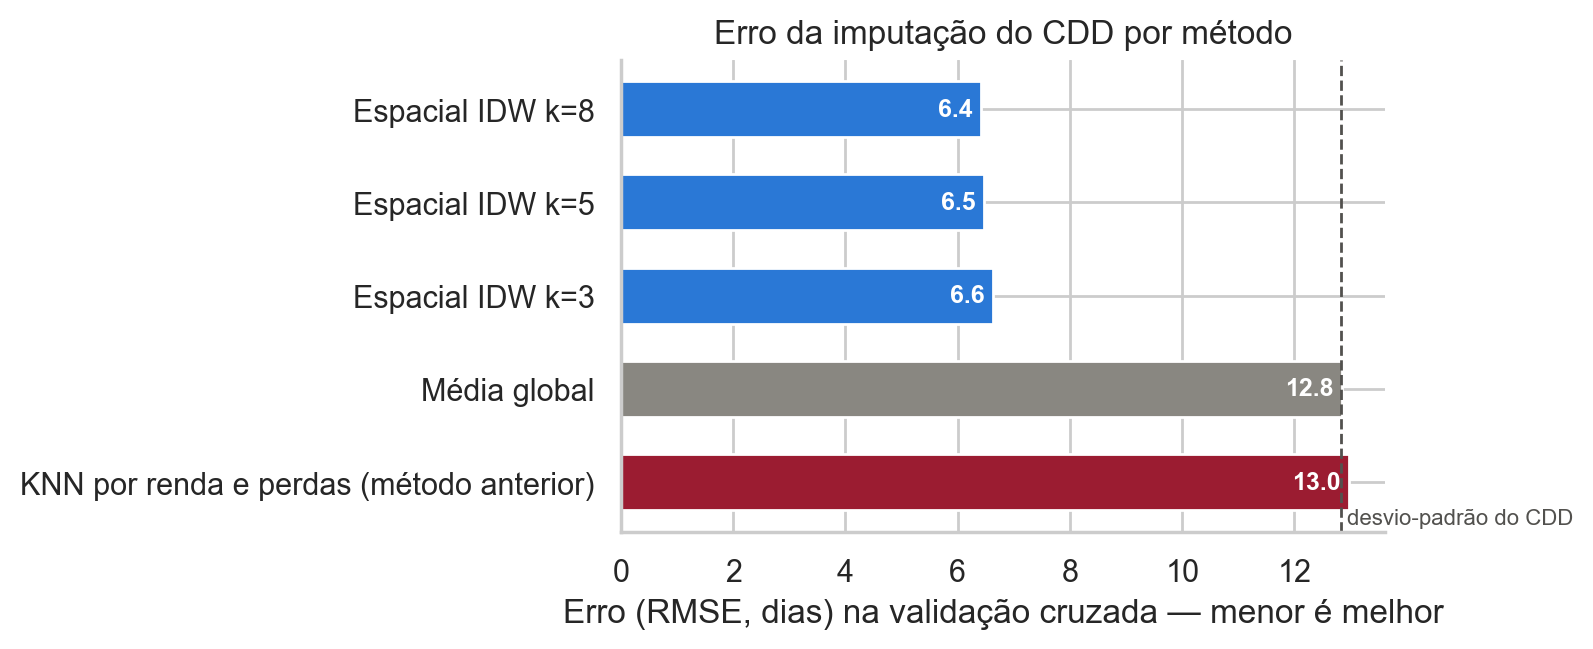 Erro da imputação do CDD por método
Espacial IDW k=8
6.4
Espacial IDW k=5
6.5
Espacial IDW k=3
6.6
Média global
12.8
KNN por renda e perdas (método anterior)
13.0
desvio-padrão do CDD
0 2 4 6 8 10 12
Erro (RMSE, dias) na validação cruzada — menor é melhor